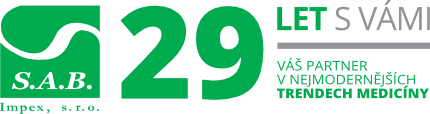 S.A.B.
Impex, s.r.o.
29
LET S VÁMI
VÁŠ PARTNER
V NEJMODERNĚJŠÍCH
TRENDECH MEDICÍNY